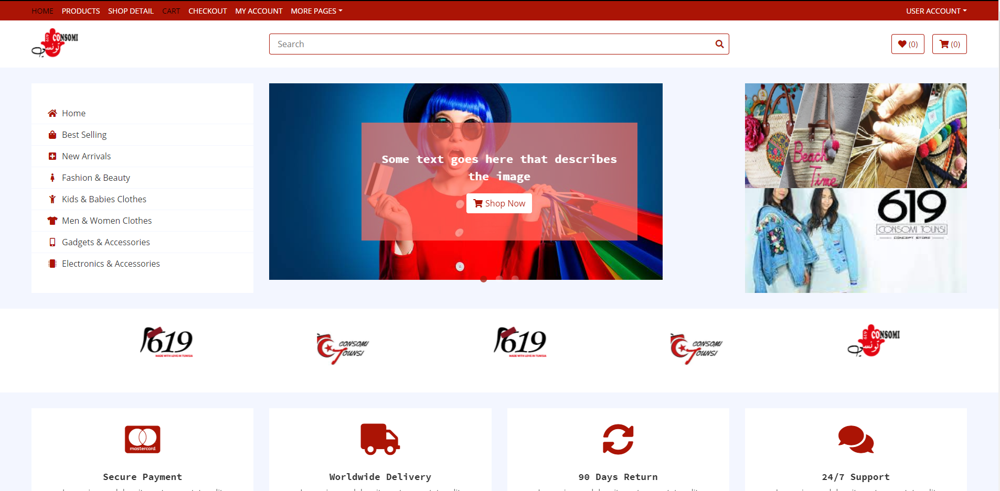 HOME PRODUCTS SHOP DETAIL CART CHECKOUT MY ACCOUNT MORE PAGES
USER ACCOUNT
619 CONSOMI
تونسي
Search
(0)
(0)
Home
Best Selling
New Arrivals
Fashion & Beauty
Kids & Babies Clothes
Men & Women Clothes
Gadgets & Accessories
Electronics & Accessories
Some text goes here that describes
the image
Shop Now
Beach
Time
619
CONSOMI TOUNSI
CONCEPT STORE
619
MADE WITH LOVE IN TUNISIA
CONSOMI
TOUNSI
619
MADE WITH LOVE IN TUNISIA
CONSOMI
TOUNSI
619 CONSOMI
تونسي
mastercard
Secure Payment
Worldwide Delivery
90 Days Return
24/7 Support